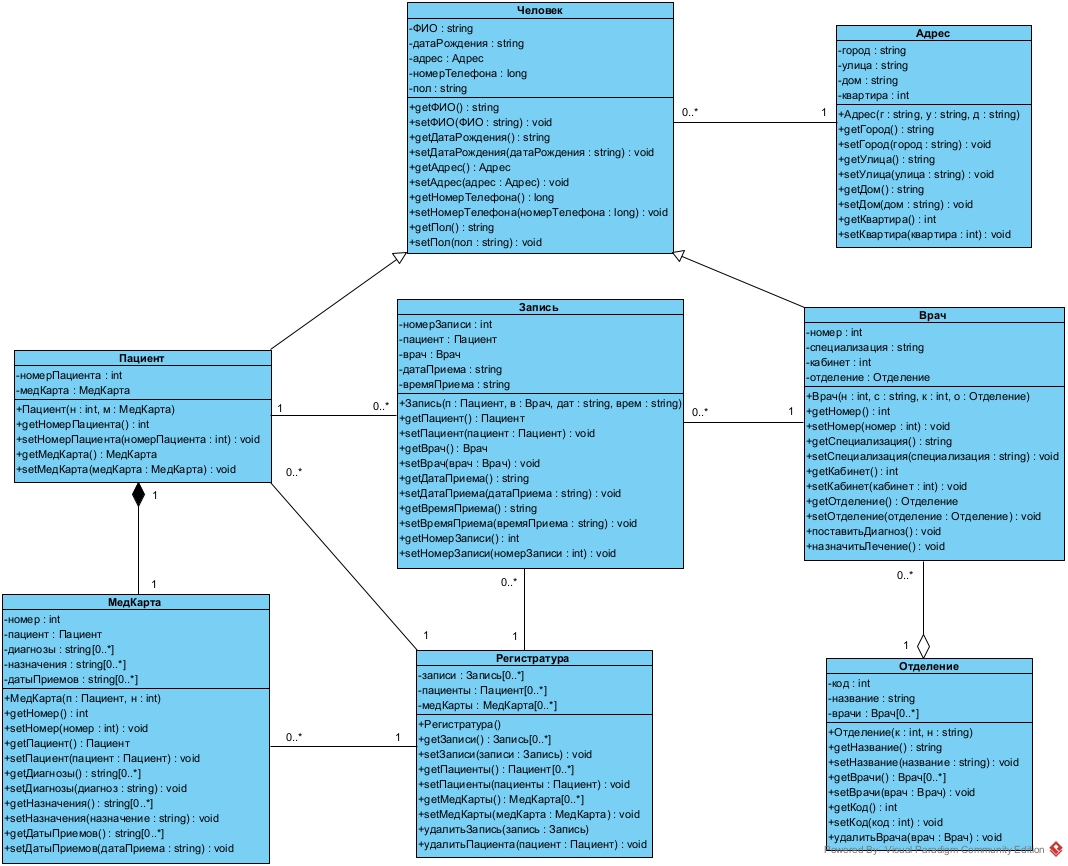 Человек
-ФИО : string
-датаРождения : string
-адрес : Адрес
-номерТелефона : long
-пол : string
+getФИО() : string
+setФИО(ФИО : string) : void
+getДатаРождения() : string
+setДатаРождения(датаРождения : string) : void
+getАдрес() : Адрес
+setАдрес(адрес : Адрес) : void
+getНомерТелефона() : long
+setНомерТелефона(номерТелефона : long) : void
+getПол() : string
+setПол(пол : string) : void
0..*
1
Адрес
-город : string
-улица : string
-дом : string
-квартира : int
+Адрес(г : string, у : string, д : string)
+getГород() : string
+setГород(город : string) : void
+getУлица() : string
+setУлица(улица : string) : void
+getДом() : string
+setДом(дом : string) : void
+getКвартира() : int
+setКвартира(квартира : int) : void
Пациент
-номерПациента : int
-медКарта : МедКарта
+Пациент(н : int, м : МедКарта)
+getНомерПациента() : int
+setНомерПациента(номерПациента : int) : void
+getМедКарта() : МедКарта
+setМедКарта(медКарта : МедКарта) : void
1
0..*
0..*
1
1
Запись
-номерЗаписи : int
-пациент : Пациент
-врач : Врач
-датаПриема : string
-времяПриема : string
+Запись(п : Пациент, в : Врач, дат : string, врем : string)
+getПациент() : Пациент
+setПациент(пациент : Пациент) : void
+getВрач() : Врач
+setВрач(врач : Врач) : void
+getДатаПриема() : string
+setДатаПриема(датаПриема : string) : void
+getВремяПриема() : string
+setВремяПриема(времяПриема : string) : void
+getНомерЗаписи() : int
+setНомерЗаписи(номерЗаписи : int) : void
0..*
1
Врач
-номер : int
-специализация : string
-кабинет : int
-отделение : Отделение
+Врач(н : int, с : string, к : int, о : Отделение)
+getНомер() : int
+setНомер(номер : int) : void
+getСпециализация() : string
+setСпециализация(специализация : string) : void
+getКабинет() : int
+setКабинет(кабинет : int) : void
+getОтделение() : Отделение
+setОтделение(отделение : Отделение) : void
+поставитьДиагноз() : void
+назначитьЛечение() : void
0..*
1
0..*
1
1
МедКарта
-номер : int
-пациент : Пациент
-диагнозы : string[0..*]
-назначения : string[0..*]
-датыПриемов : string[0..*]
+МедКарта(п : Пациент, н : int)
+getНомер() : int
+setНомер(номер : int) : void
+getПациент() : Пациент
+setПациент(пациент : Пациент) : void
+getДиагнозы() : string[0..*]
+setДиагнозы(диагноз : string) : void
+getНазначения() : string[0..*]
+setНазначения(назначение : string) : void
+getДатыПриемов() : string[0..*]
+setДатыПриемов(датаПриема : string) : void
0..*
1
Регистратура
-записи : Запись[0..*]
-пациенты : Пациент[0..*]
-медКарты : МедКарта[0..*]
+Регистратура()
+getЗаписи() : Запись[0..*]
+setЗаписи(записи : Запись) : void
+getПациенты() : Пациент[0..*]
+setПациенты(пациенты : Пациент) : void
+getМедКарты() : МедКарта[0..*]
+setМедКарты(медКарта : МедКарта) : void
+удалитьЗапись(запись : Запись)
+удалитьПациента(пациент : Пациент) : void
Отделение
-код : int
-название : string
-врачи : Врач[0..*]
+Отделение(к : int, н : string)
+getНазвание() : string
+setНазвание(название : string) : void
+getВрачи() : Врач[0..*]
+setВрачи(врач : Врач) : void
+getКод() : int
+setКод(код : int) : void
+удалитьВрача(врач : Врач) : void
Powered By Visual Paradigm Community Edition